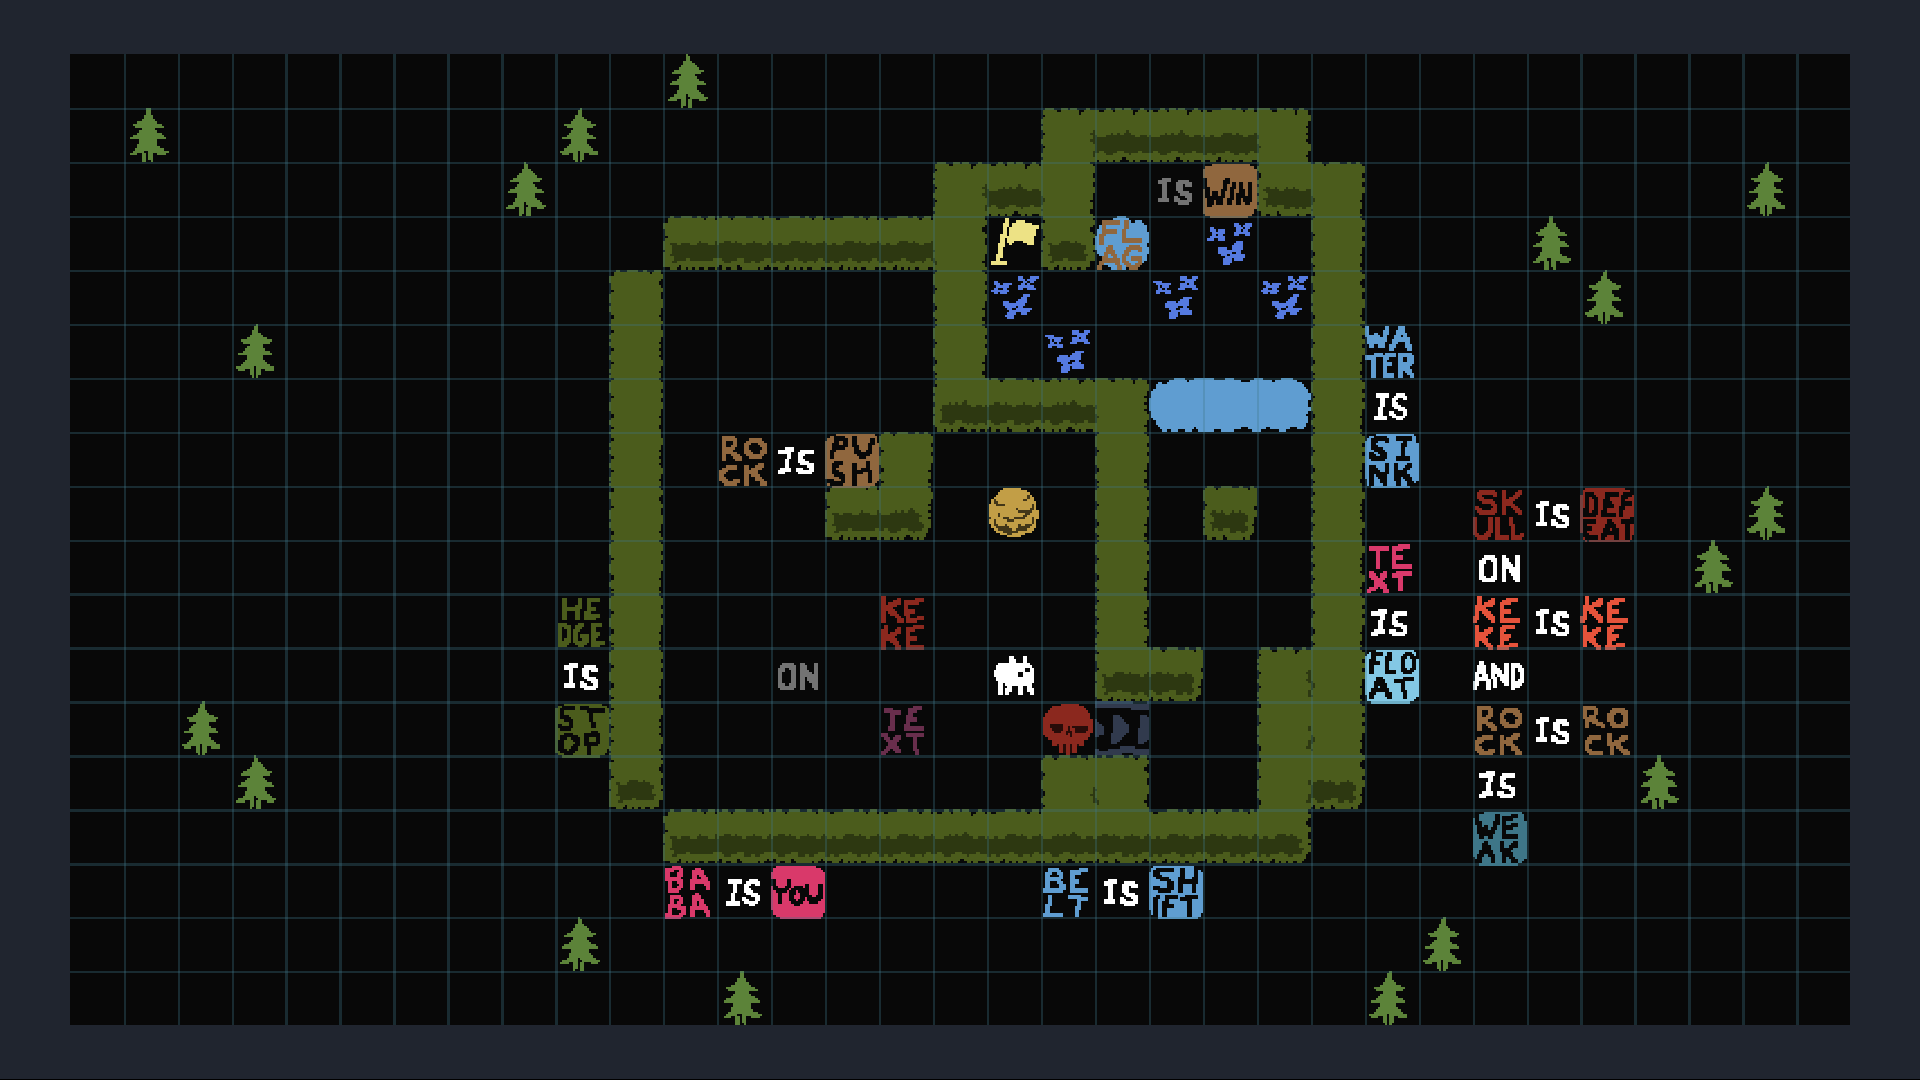 IS WIN
FLAG
WATER
IS
ROCK IS PUSH
STINK
SKULL IS DEFEAT
TEXT ON
HEDGE KEKE IS KEKE IS KEKE
IS ON FLOAT AND
STOP TEXT ROCK IS ROCK
IS
WEAK
BABA IS YOU BELT IS SHIFT